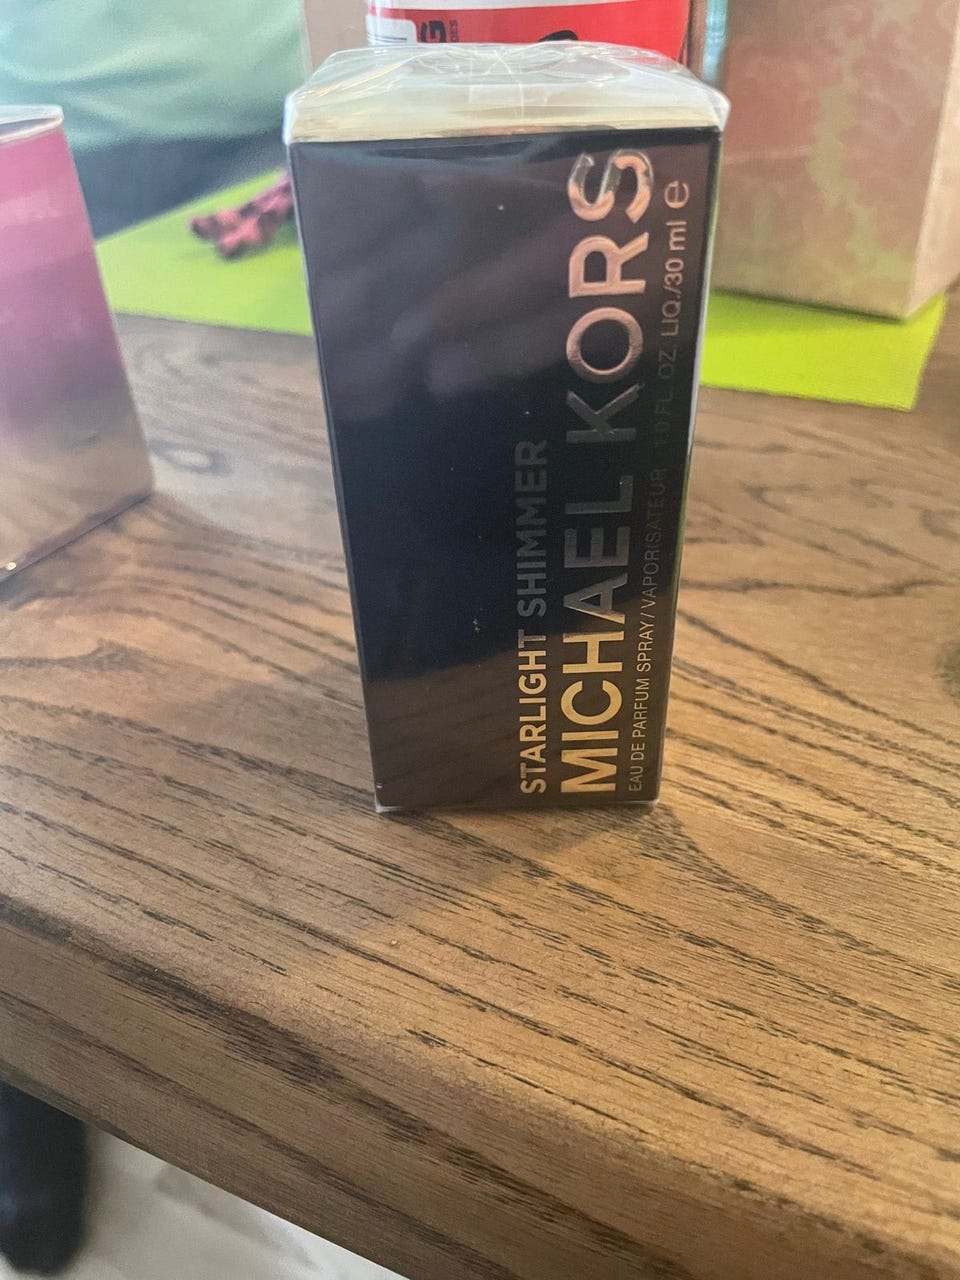 STARLIGHT SHIMMER
MICHAEL KORS
EAU DE PARFUM SPRAY / VAPORISATEUR 1.0 FL. OZ. LIQ./30 ml e